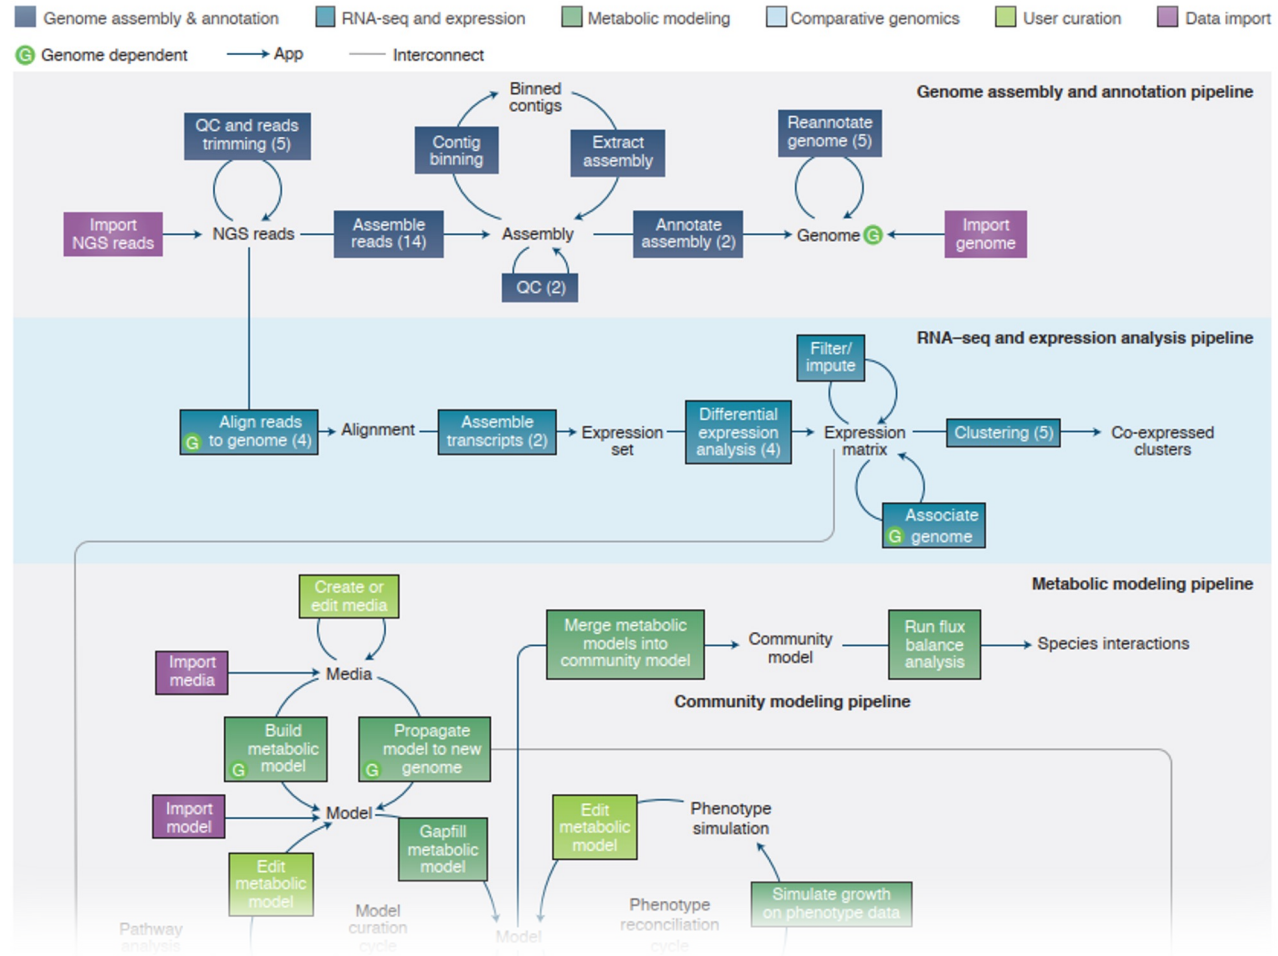 Genome assembly & annotation
RNA-seq and expression
Metabolic modeling
Comparative genomics
User curation
Data import
G Genome dependent
App
Interconnect
Genome assembly and annotation pipeline
Binned
contigs
QC and reads
trimming (5)
Contig
binning
Extract
assembly
Reannotate
genome (5)
Import
NGS reads
NGS reads
Assemble
reads (14)
Assembly
Annotate
assembly (2)
Genome G
Import
genome
QC (2)
RNA–seq and expression analysis pipeline
Filter/
impute
Align reads
G to genome (4)
Alignment
Assemble
transcripts (2)
Expression
set
Differential
expression
analysis (4)
Expression
matrix
Clustering (5)
Co-expressed
clusters
Associate
G genome
Metabolic modeling pipeline
Create or
edit media
Import
media
Media
Merge metabolic
models into
community model
Community
model
Run flux
balance
analysis
Species interactions
Community modeling pipeline
Build
metabolic
G model
Propagate
model to new
G genome
Import
model
Model
Gapfill
metabolic
model
Edit
metabolic
model
Phenotype
simulation
Edit
metabolic
model
Simulate growth
on phenotype data
Pathway
analysis
Model
curation
cycle
Model
Phenotype
reconciliation
cycle